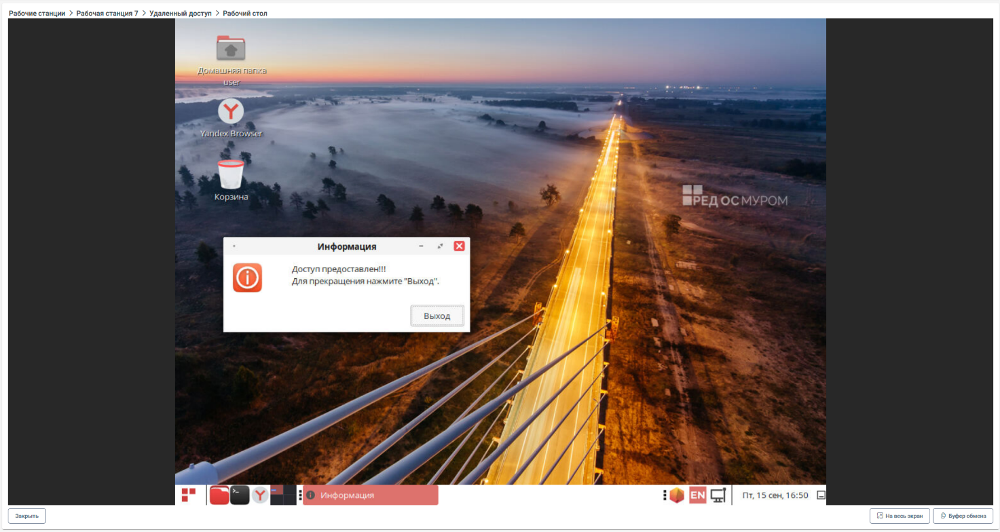 Рабочие станции > Рабочая станция 7 > Удаленный доступ > Рабочий стол
Домашняя папка
user
Yandex Browser
Корзина
РЕД ОС МУРОМ
Информация
Доступ предоставлен!!!
Для прекращения нажмите "Выход".
Выход
Информация
EN
Пт, 15 сен, 16:50
Закрыть
На весь экран
Буфер обмена